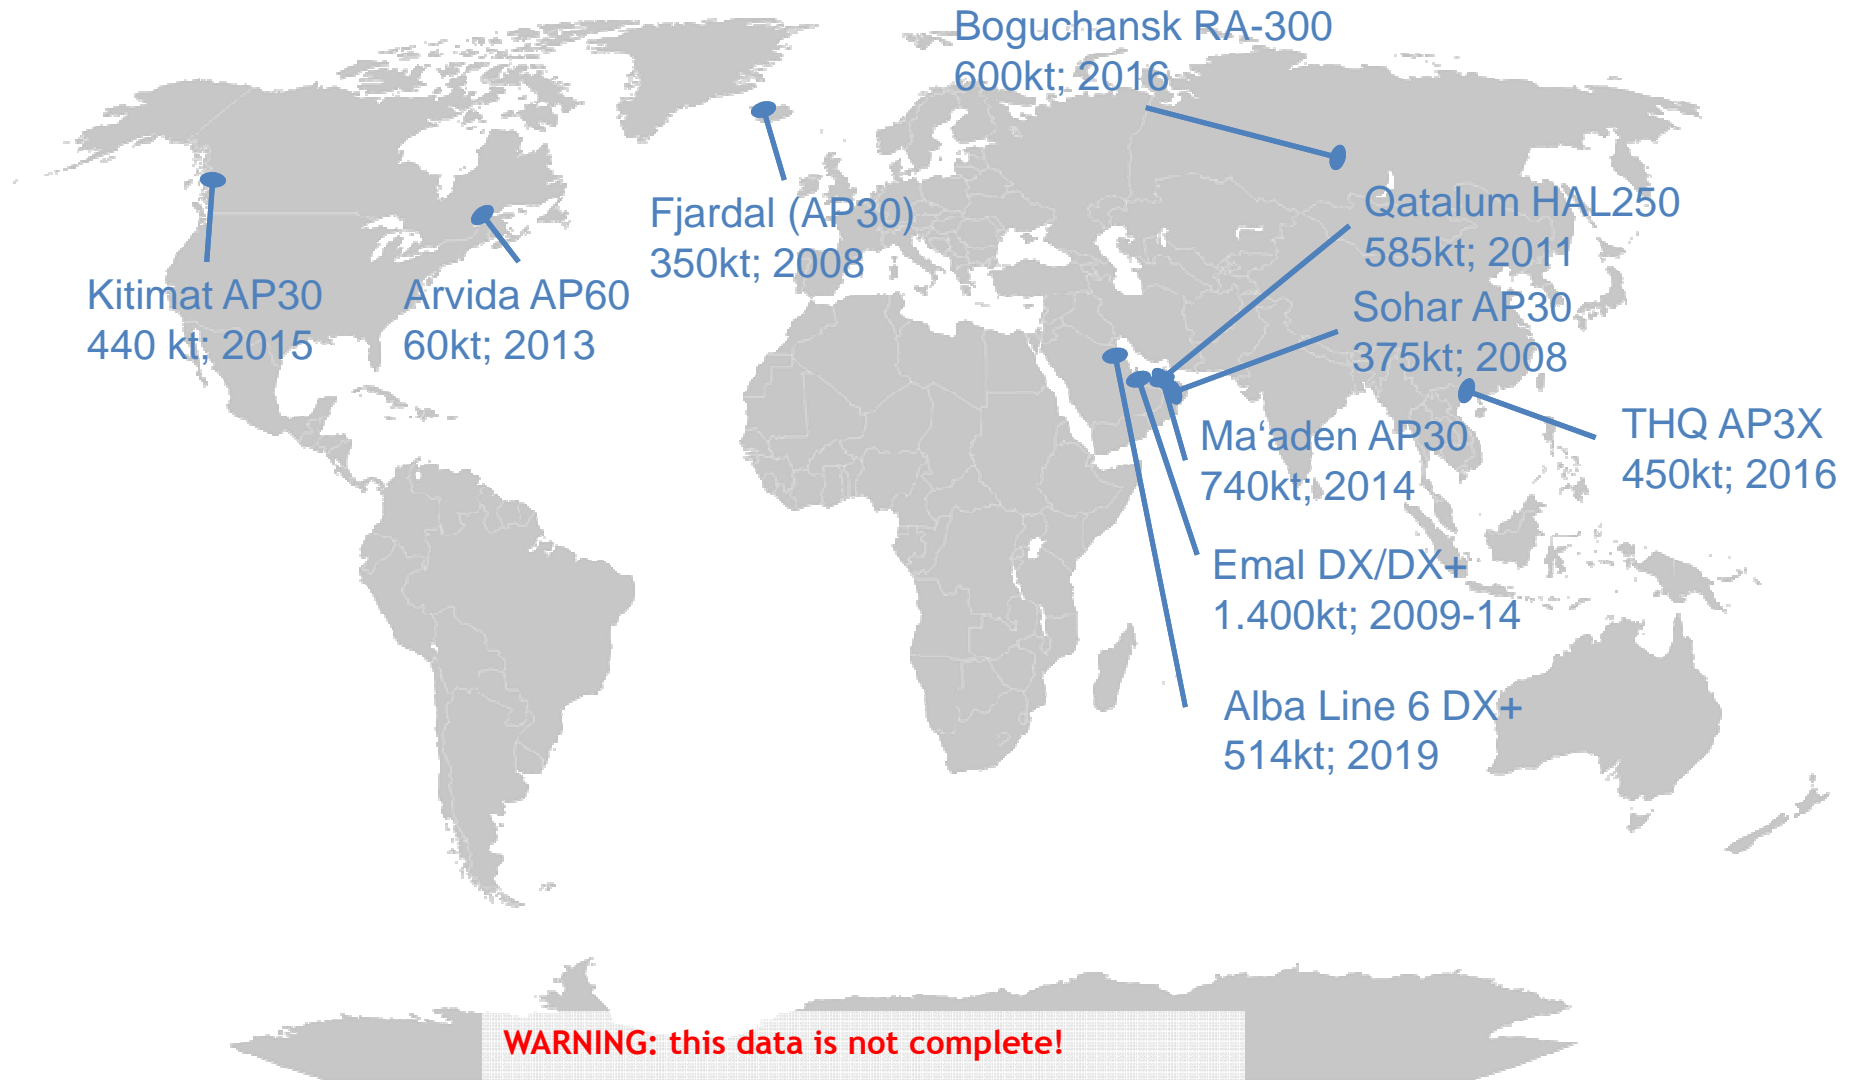 Boguchansk RA-300
600kt; 2016
Fjardal (AP30)
350kt; 2008
Qatalum HAL250
585kt; 2011
Kitimat AP30
440 kt; 2015
Arvida AP60
60kt; 2013
Sohar AP30
375kt; 2008
Ma‘aden AP30
740kt; 2014
THQ AP3X
450kt; 2016
Emal DX/DX+
1.400kt; 2009-14
Alba Line 6 DX+
514kt; 2019
WARNING: this data is not complete!